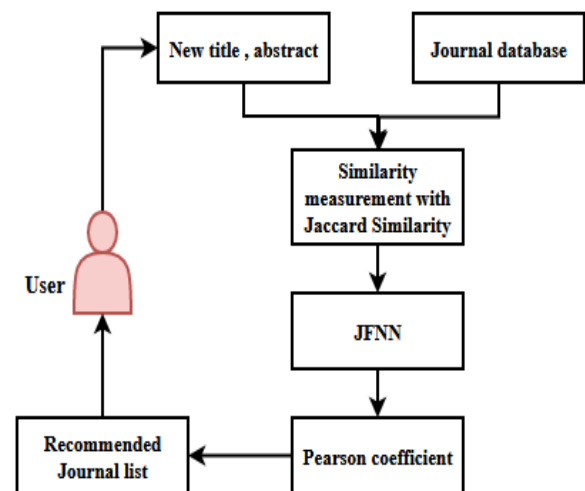 New title , abstract
Journal database
Similarity
measurement with
Jaccard Similarity
User
JFNN
Recommended
Journal list
Pearson coefficient